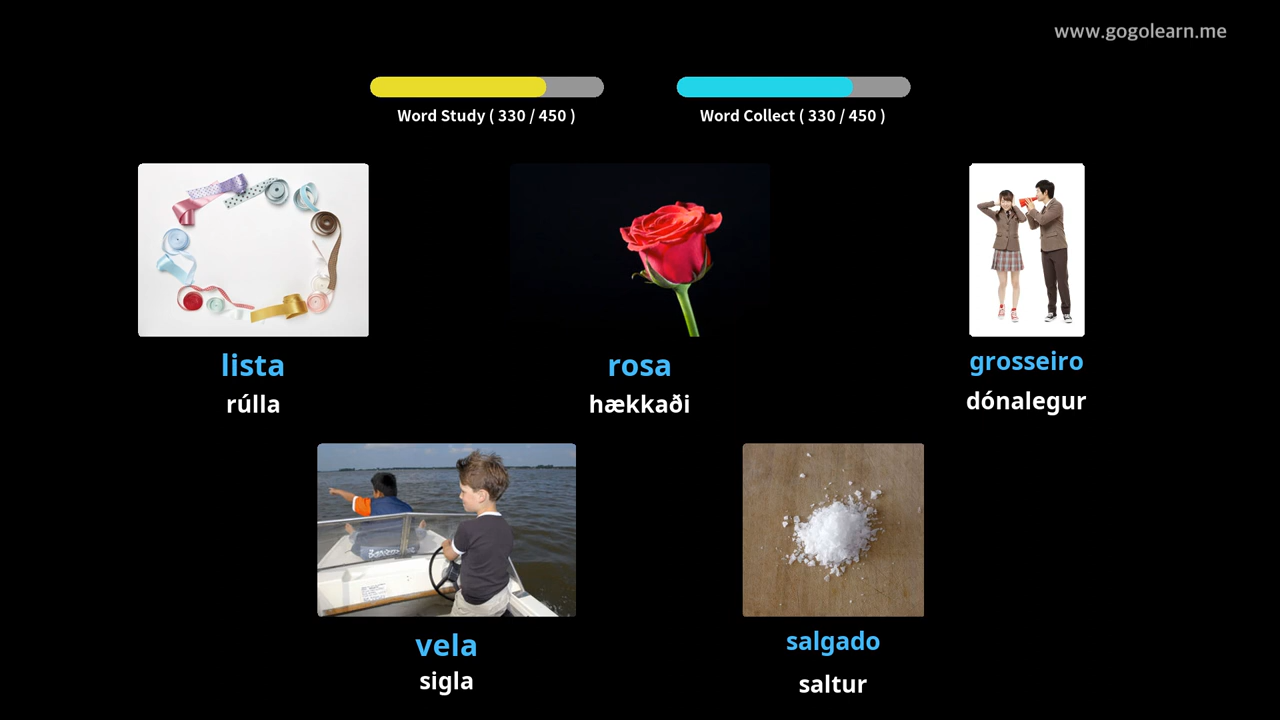 www.gogolearn.me
Word Study ( 330 / 450 )
Word Collect ( 330 / 450 )
lista
rúlla
rosa
hækkaði
grosseiro
dónalegur
vela
sigla
salgado
saltur